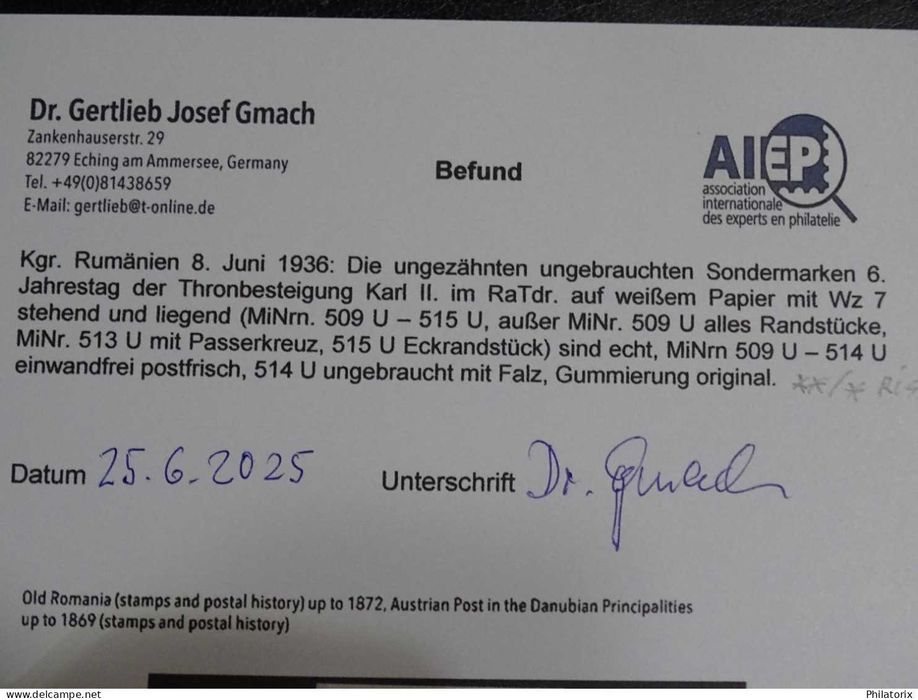 Dr. Gertlieb Josef Gmach
Zankenhauserstr. 29
82279 Eching am Ammersee, Germany
Tel. +49(0)81438659
E-Mail: gertlieb@t-online.de
Befund
AIEP
association
internationale
des experts en philatelie
Kgr. Rumänien 8. Juni 1936: Die ungezähnten ungebrauchten Sondermarken 6.
Jahrestag der Thronbesteigung Karl II. im RaTdr. auf weißem Papier mit Wz 7
stehend und liegend (MiNrn. 509 U – 515 U, außer MiNr. 509 U alles Randstücke,
MiNr. 513 U mit Passerkreuz, 515 U Eckrandstück) sind echt, MiNrn 509 U – 514 U
einwandfrei postfrisch, 514 U ungebraucht mit Falz, Gummierung original. **/*
Datum 25.6.2025
Unterschrift Dr. Gmach
Old Romania (stamps and postal history) up to 1872, Austrian Post in the Danubian Principalities
up to 1869 (stamps and postal history)
www.delcampe.net
Philatorix